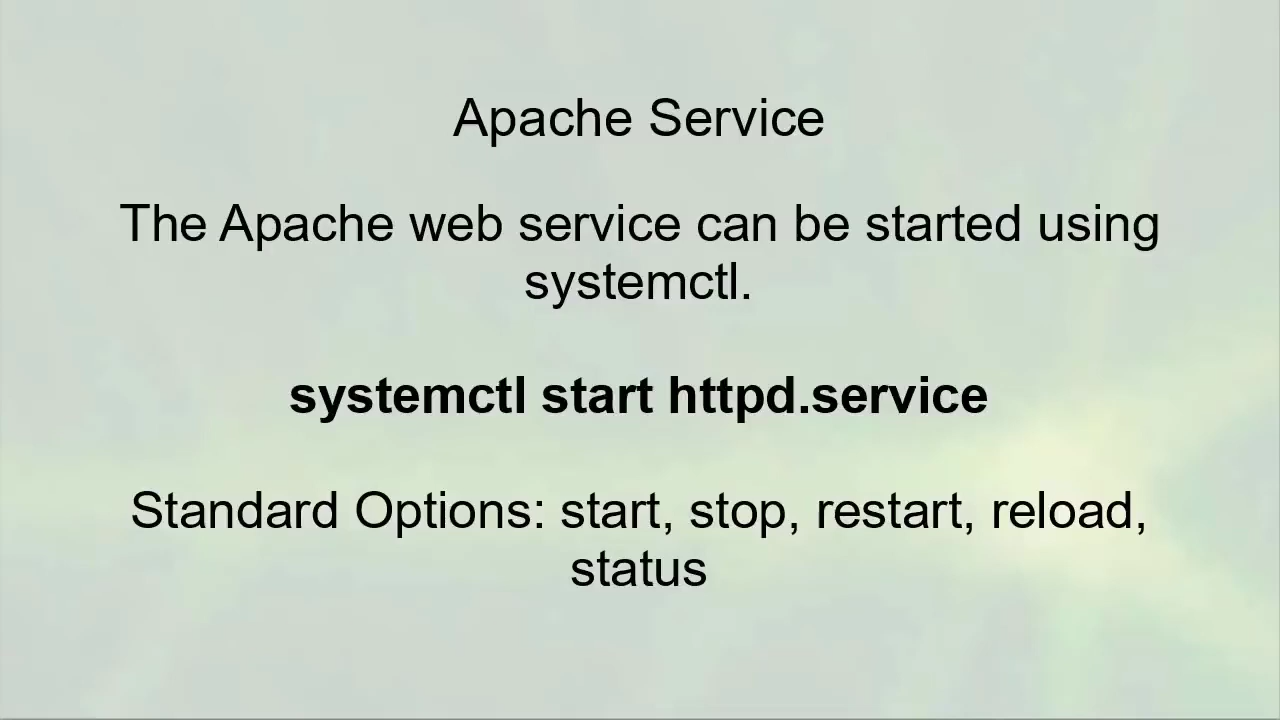 Apache Service
The Apache web service can be started using
systemctl.
systemctl start httpd.service
Standard Options: start, stop, restart, reload,
status